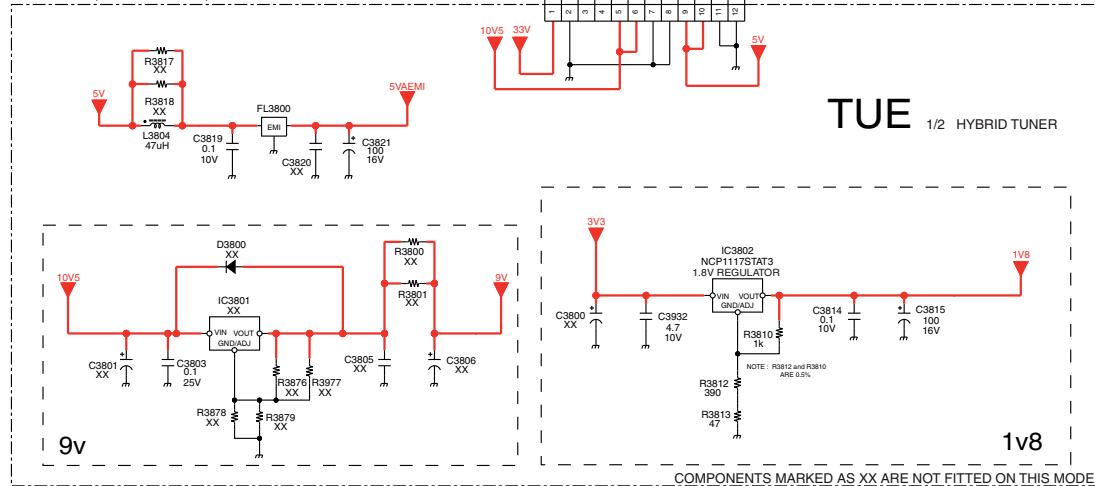 1 2 3 4 5 6 7 8 9 10 11 12
10V5 33V
5V
R3817
XX
R3818
XX
5V
L3804
47uH
C3819
0.1
10V
FL3800
EMI
5VAEMI
C3820
XX
C3821
100
16V
TUE 1/2 HYBRID TUNER
10V5
D3800
XX
R3800
XX
R3801
XX
9V
IC3801
XX
VIN VOUT
GND/ADJ
C3801
XX
C3803
0.1
25V
R3876
XX
R3977
XX
C3805
XX
C3806
XX
R3878
XX
R3879
XX
9v
3V3
IC3802
NCP1117STAT3
1.8V REGULATOR
VIN VOUT
GND/ADJ
1V8
C3800
XX
C3932
4.7
10V
R3810
1k
C3814
0.1
10V
C3815
100
16V
NOTE : R3812 and R3810
ARE 0.5%
R3812
390
R3813
47
1v8
COMPONENTS MARKED AS XX ARE NOT FITTED ON THIS MODE